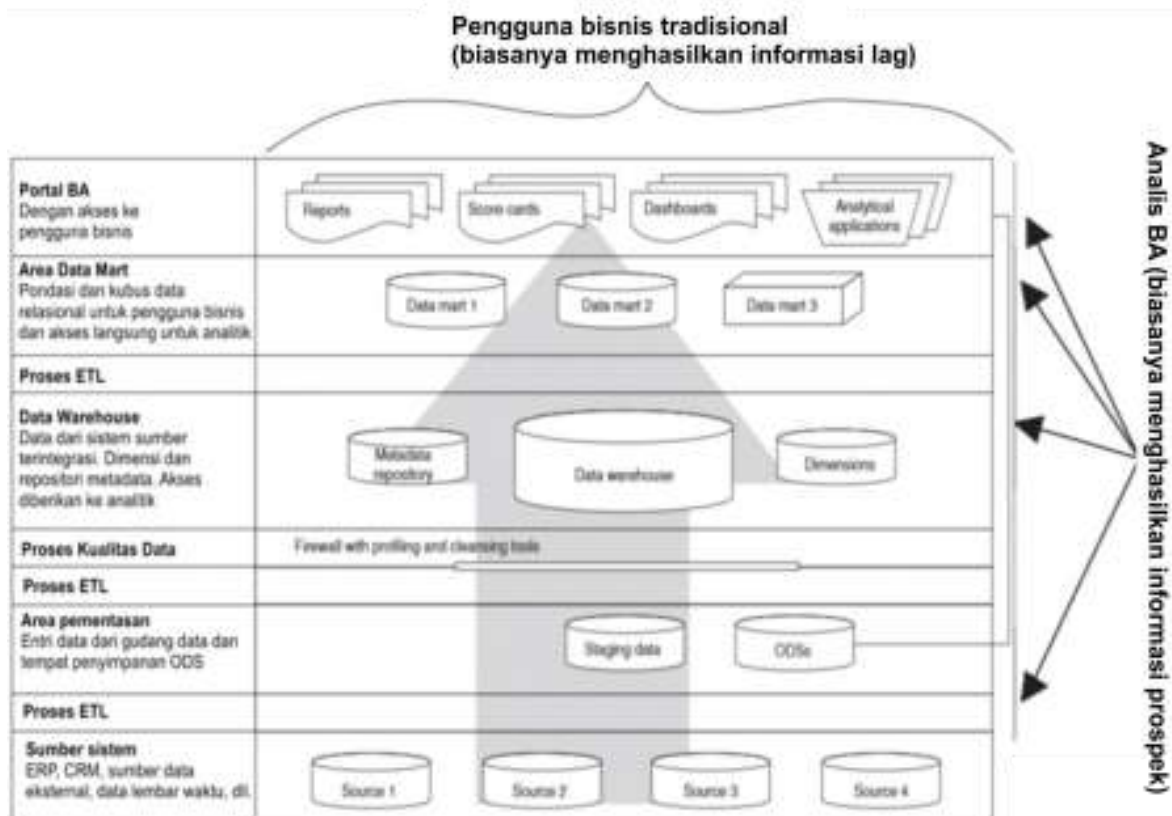 Pengguna bisnis tradisional
(biasanya menghasilkan informasi lag)
Portal BA
Dengan akses ke
pengguna bisnis
Reports
Score cards
Dashboards
Analytical
applications
Area Data Mart
Pondasi dan kubus data
relasional untuk pengguna bisnis
dan akses langsung untuk analitik
Data mart 1
Data mart 2
Data mart 3
Proses ETL
Data Warehouse
Data dari sistem sumber
terintegrasi. Dimensi dan
repositori metadata. Akses
diberikan ke analitik
Metadata
repository
Data warehouse
Dimensions
Proses Kualitas Data
Firewall with profiling and cleansing tools
Proses ETL
Area pementasan
Entri data dari gudang data dan
tempat penyimpanan ODS
Staging data
ODSs
Proses ETL
Sumber sistem
ERP, CRM, sumber data
eksternal, data lembar waktu, dll.
Source 1
Source 2
Source 3
Source 4
Analis BA (biasanya menghasilkan informasi prospek)